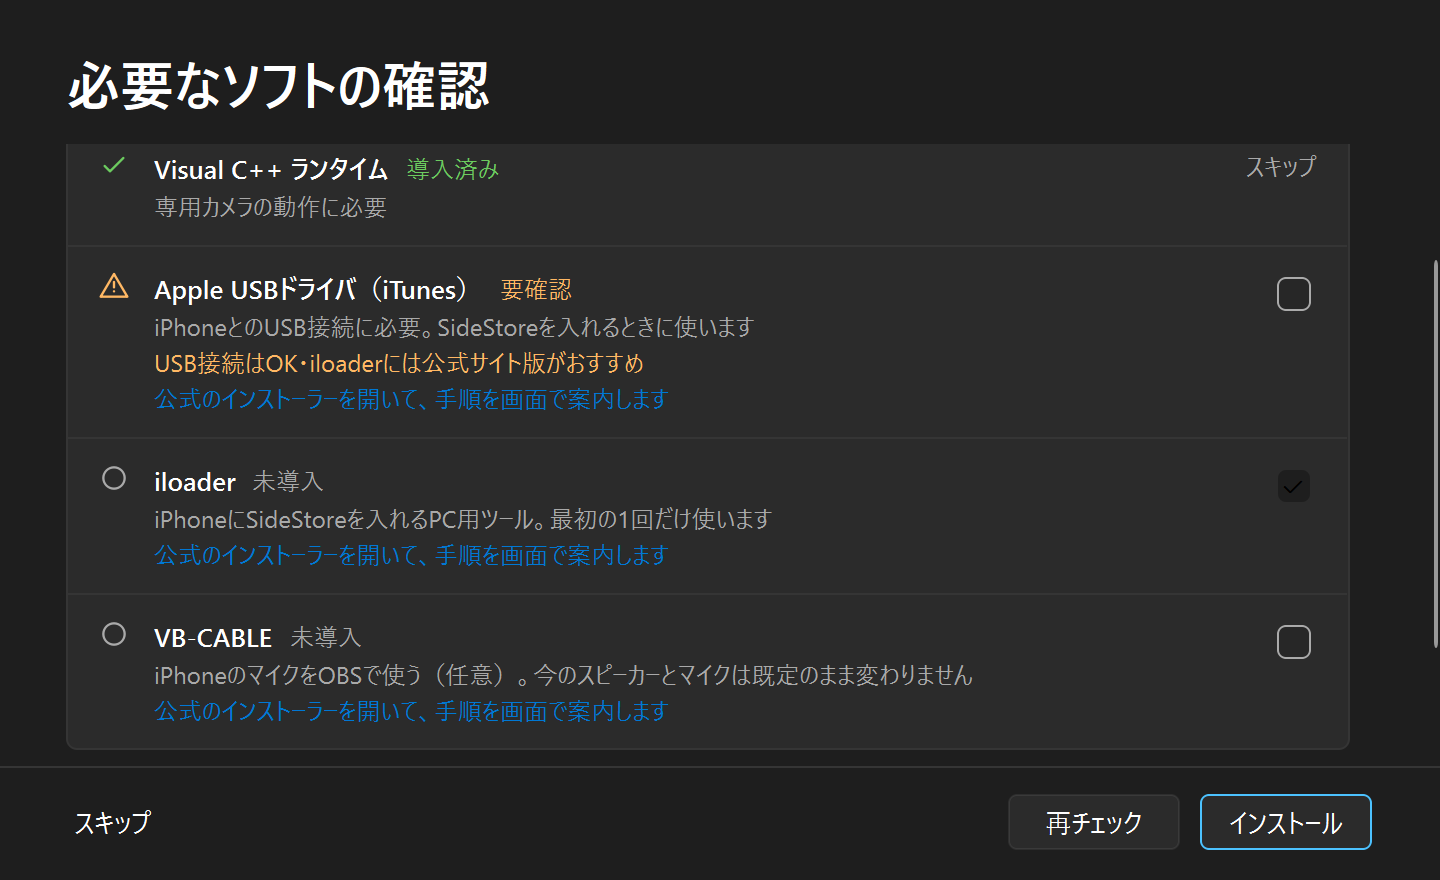 必要なソフトの確認
Visual C++ ランタイム 導入済み スキップ
専用カメラの動作に必要
Apple USBドライバ（iTunes） 要確認
iPhoneとのUSB接続に必要。SideStoreを入れるときに使います
USB接続はOK・iloaderには公式サイト版がおすすめ
公式のインストーラーを開いて、手順を画面で案内します
iloader 未導入
iPhoneにSideStoreを入れるPC用ツール。最初の1回だけ使います
公式のインストーラーを開いて、手順を画面で案内します
VB-CABLE 未導入
iPhoneのマイクをOBSで使う（任意）。今のスピーカーとマイクは既定のまま変わりません
公式のインストーラーを開いて、手順を画面で案内します
スキップ 再チェック インストール